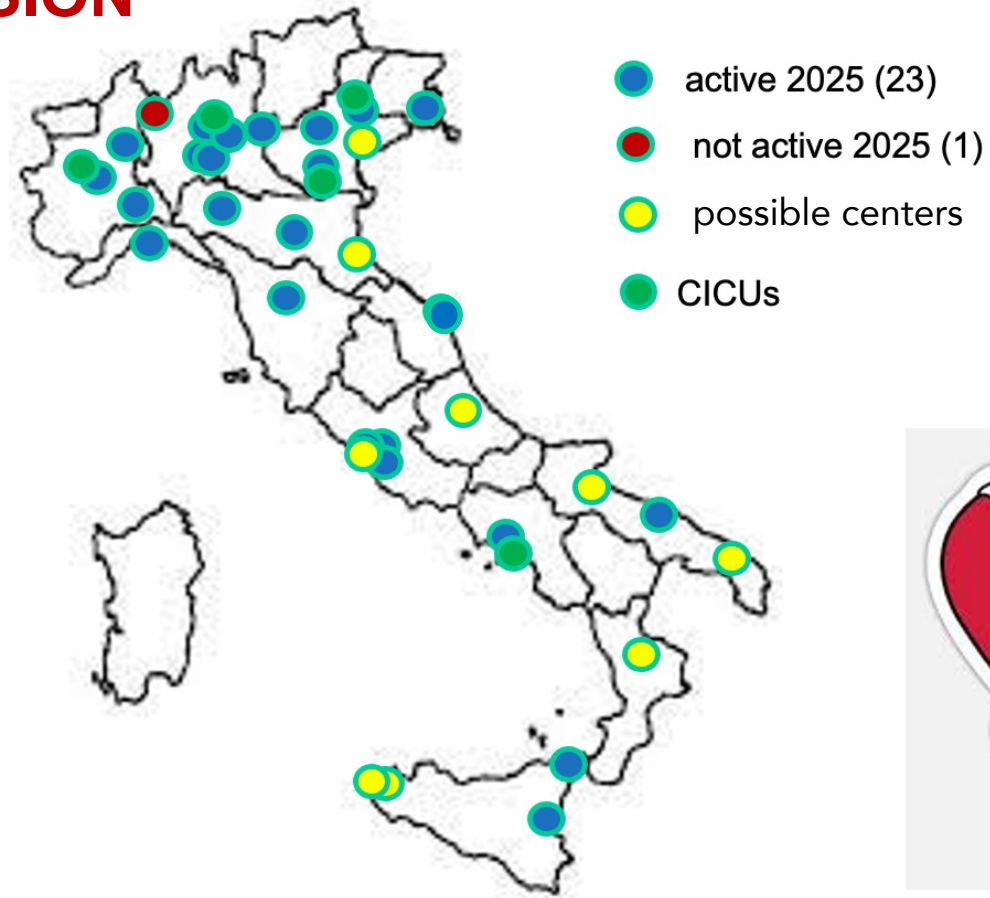 SION
active 2025 (23)
not active 2025 (1)
possible centers
CICUs